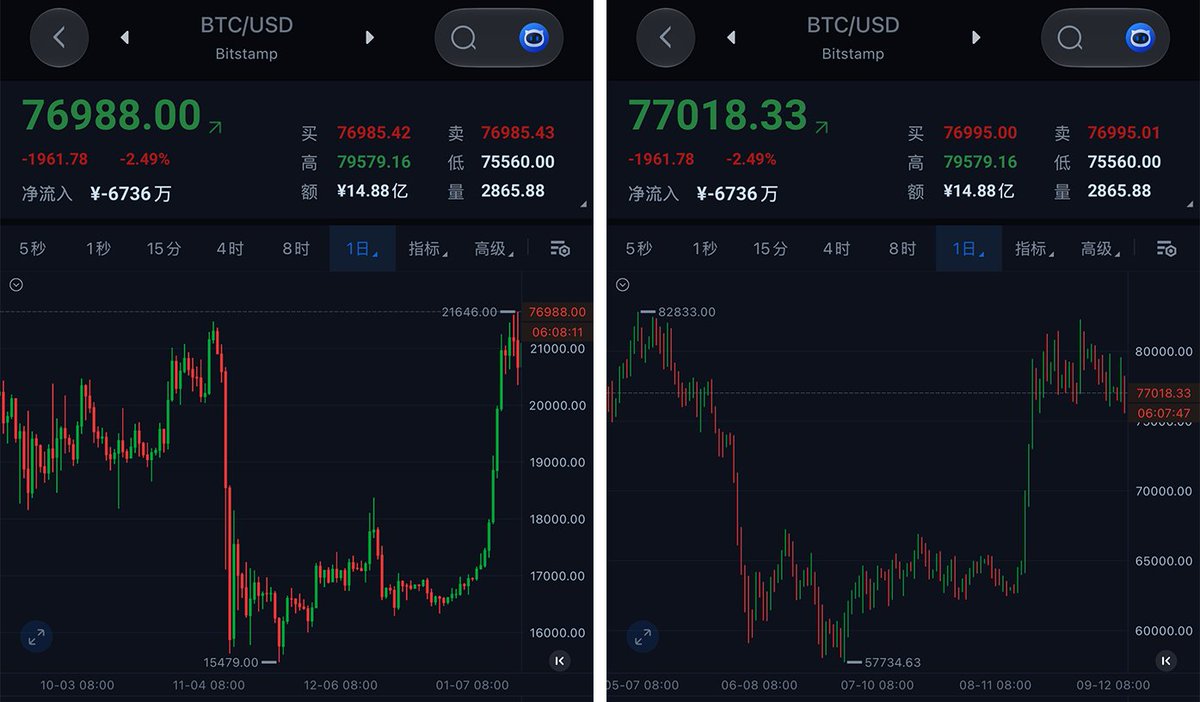 BTC/USD
Bitstamp
76988.00
-1961.78 -2.49%
净流入 ¥-6736万
买 76985.42 卖 76985.43
高 79579.16 低 75560.00
额 ¥14.88亿 量 2865.88
5秒 1秒 15分 4时 8时 1日 指标 高级
21646.00
76988.00
06:08:11
21000.00
20000.00
19000.00
18000.00
17000.00
16000.00
15479.00
10-03 08:00 11-04 08:00 12-06 08:00 01-07 08:00
BTC/USD
Bitstamp
77018.33
-1961.78 -2.49%
净流入 ¥-6736万
买 76995.00 卖 76995.01
高 79579.16 低 75560.00
额 ¥14.88亿 量 2865.88
5秒 1秒 15分 4时 8时 1日 指标 高级
82833.00
80000.00
77018.33
06:07:47
75000.00
70000.00
65000.00
60000.00
57734.63
05-07 08:00 06-08 08:00 07-10 08:00 08-11 08:00 09-12 08:00